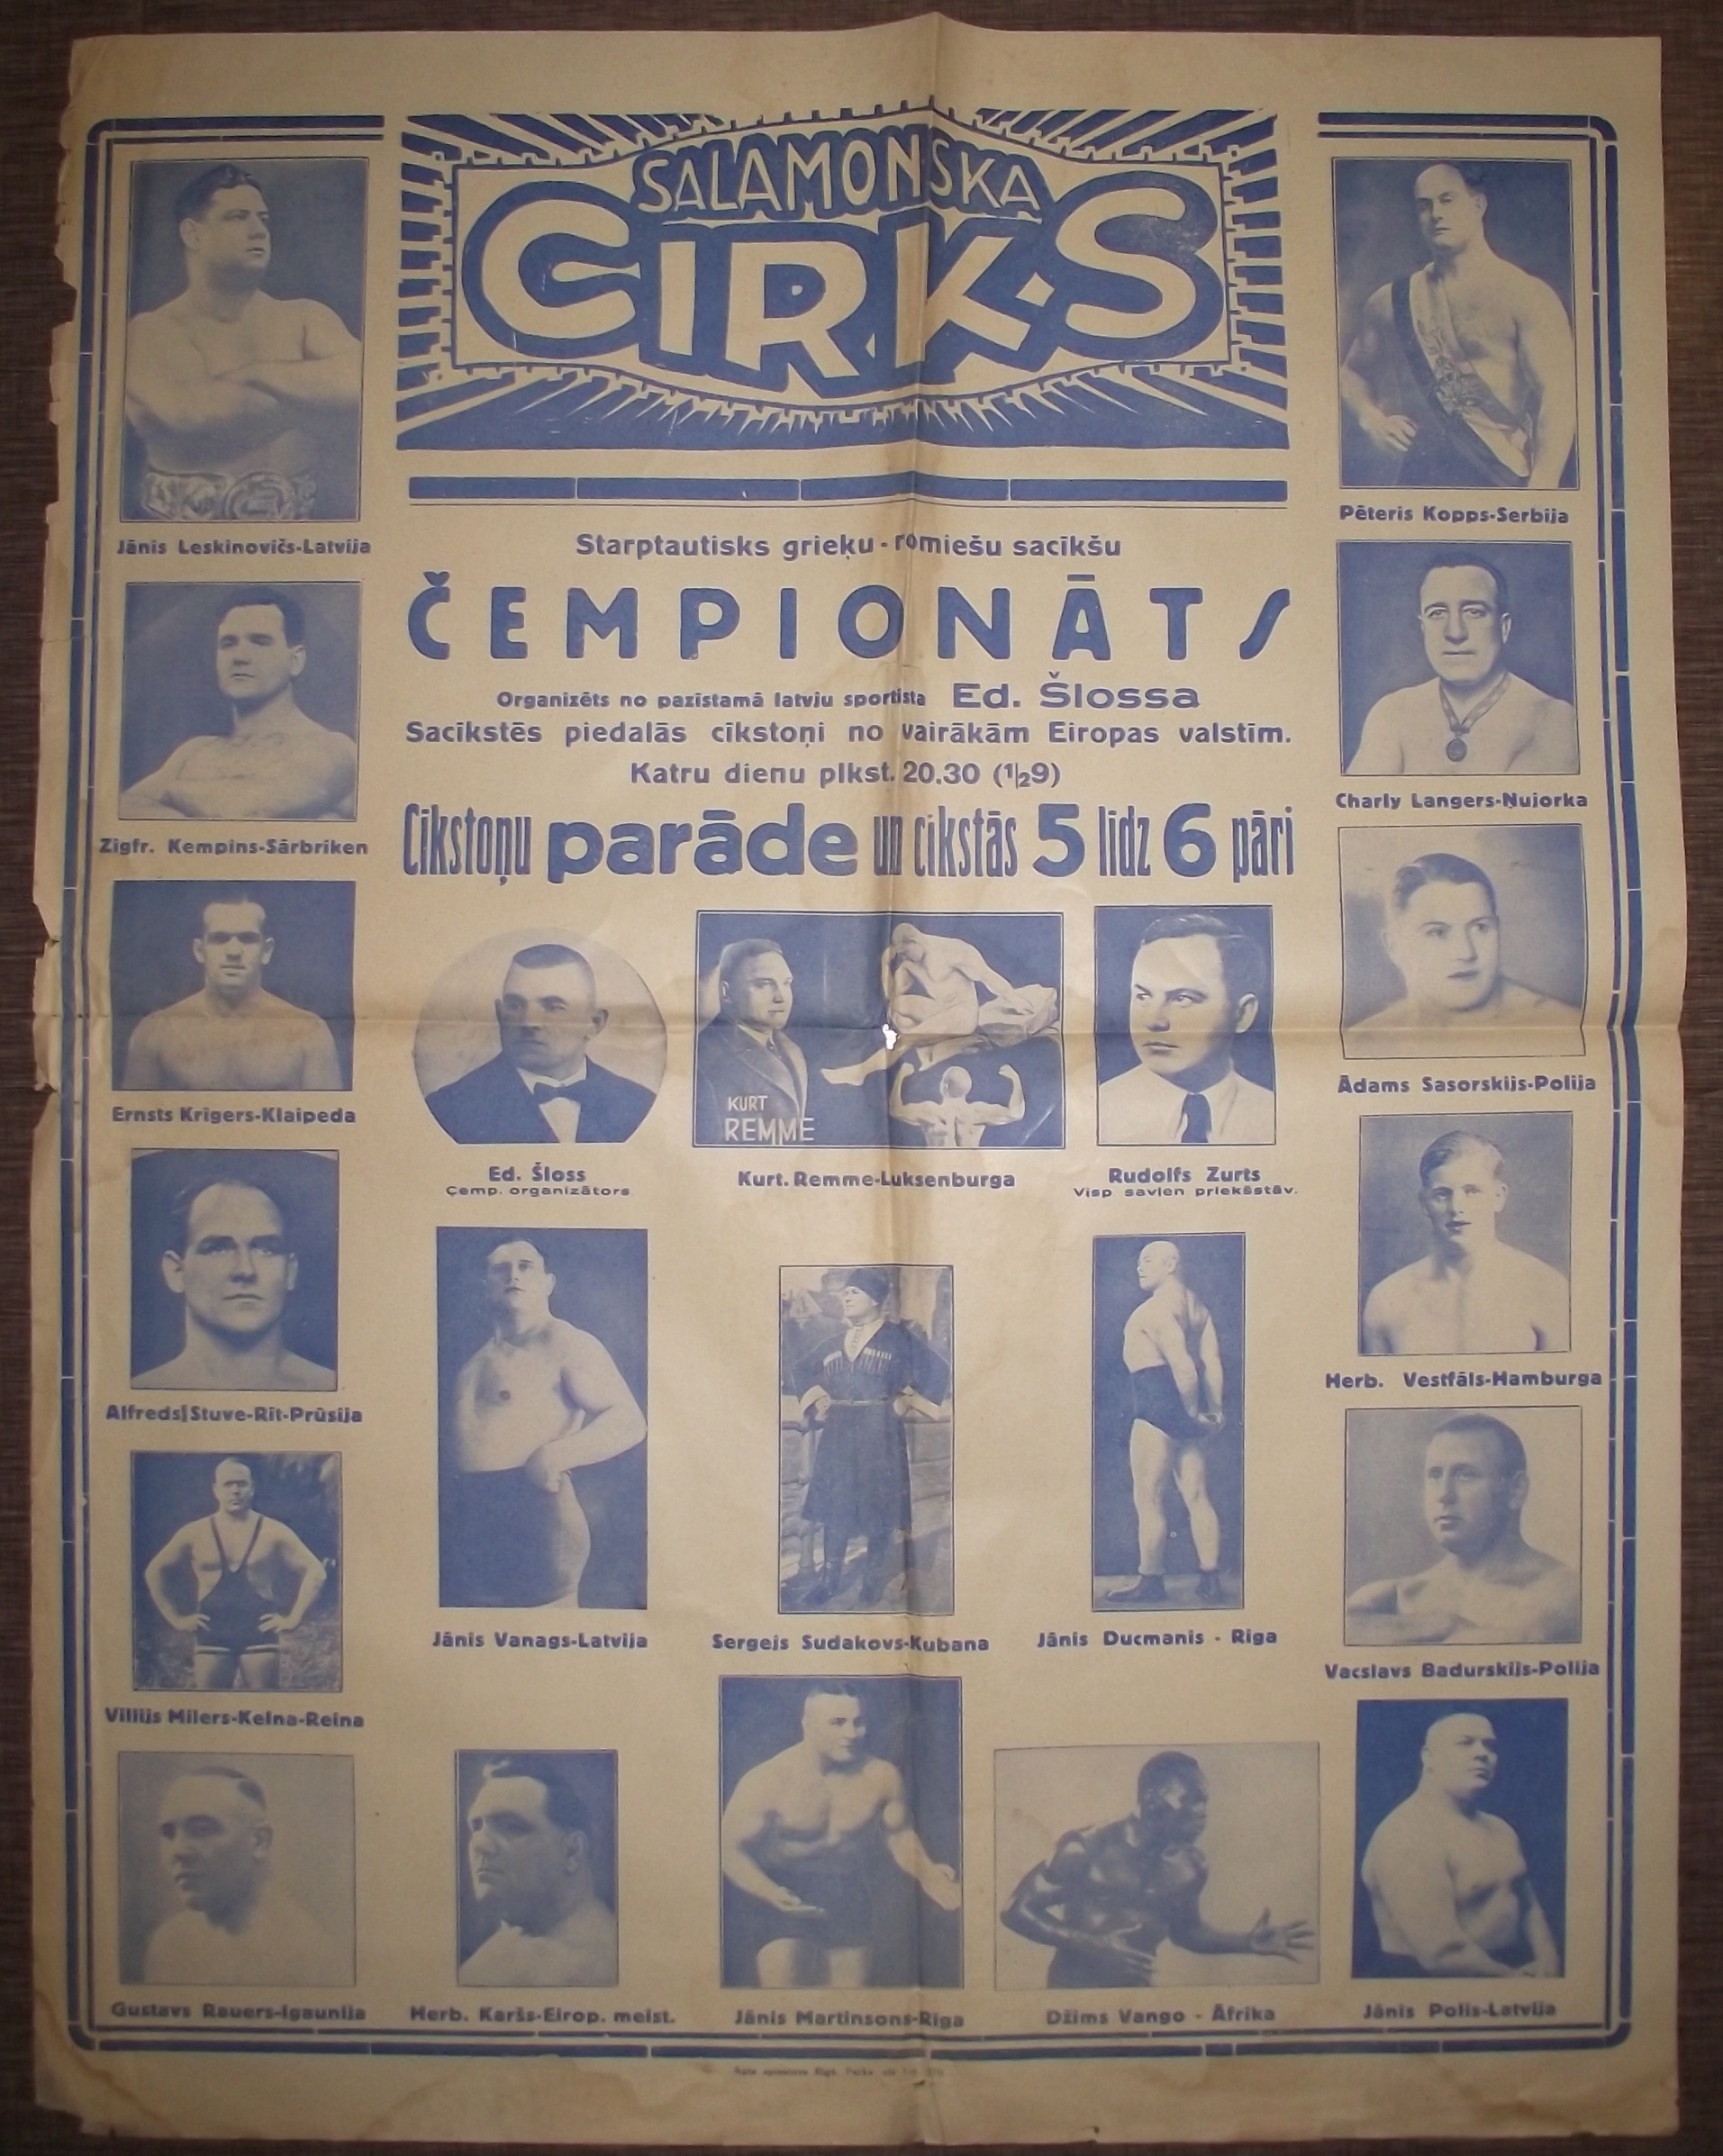 SALAMONSKA
CIRK·S
Starptautisks grieķu-romiešu sacīkšu
ČEMPIONĀTS
Organizēts no pazīstamā latvju sportista Ed. Šlossa
Sacīkstēs piedalās cīkstoņi no vairākām Eiropas valstīm.
Katru dienu plkst. 20.30 (1/29)
Cīkstoņu parāde un cīkstās 5 līdz 6 pāri
Jānis Leskinovičs-Latvija
Zigfr. Kempins-Sārbriken
Ernsts Krigers-Klaipeda
Alfreds Stuve-Rit-Prūsija
Villijs Milers-Kelna-Reina
Gustavs Rauers-Igaunija
Ed. Šloss
Çemp. organizātors
KURT
REMME
Kurt. Remme-Luksenburga
Rudolfs Zurts
Visp savien priekšstāv.
Jānis Vanags-Latvija
Sergejs Sudakovs-Kubana
Jānis Ducmanis - Rīga
Herb. Karšs-Eirop. meist.
Jānis Martinsons-Rīga
Džims Vango - Āfrika
Pēteris Kopps-Serbija
Charly Langers-Ņujorka
Ādams Sasorskijs-Polija
Herb. Vestfāls-Hamburga
Vacslavs Badurskijs-Polija
Jānis Polis-Latvija